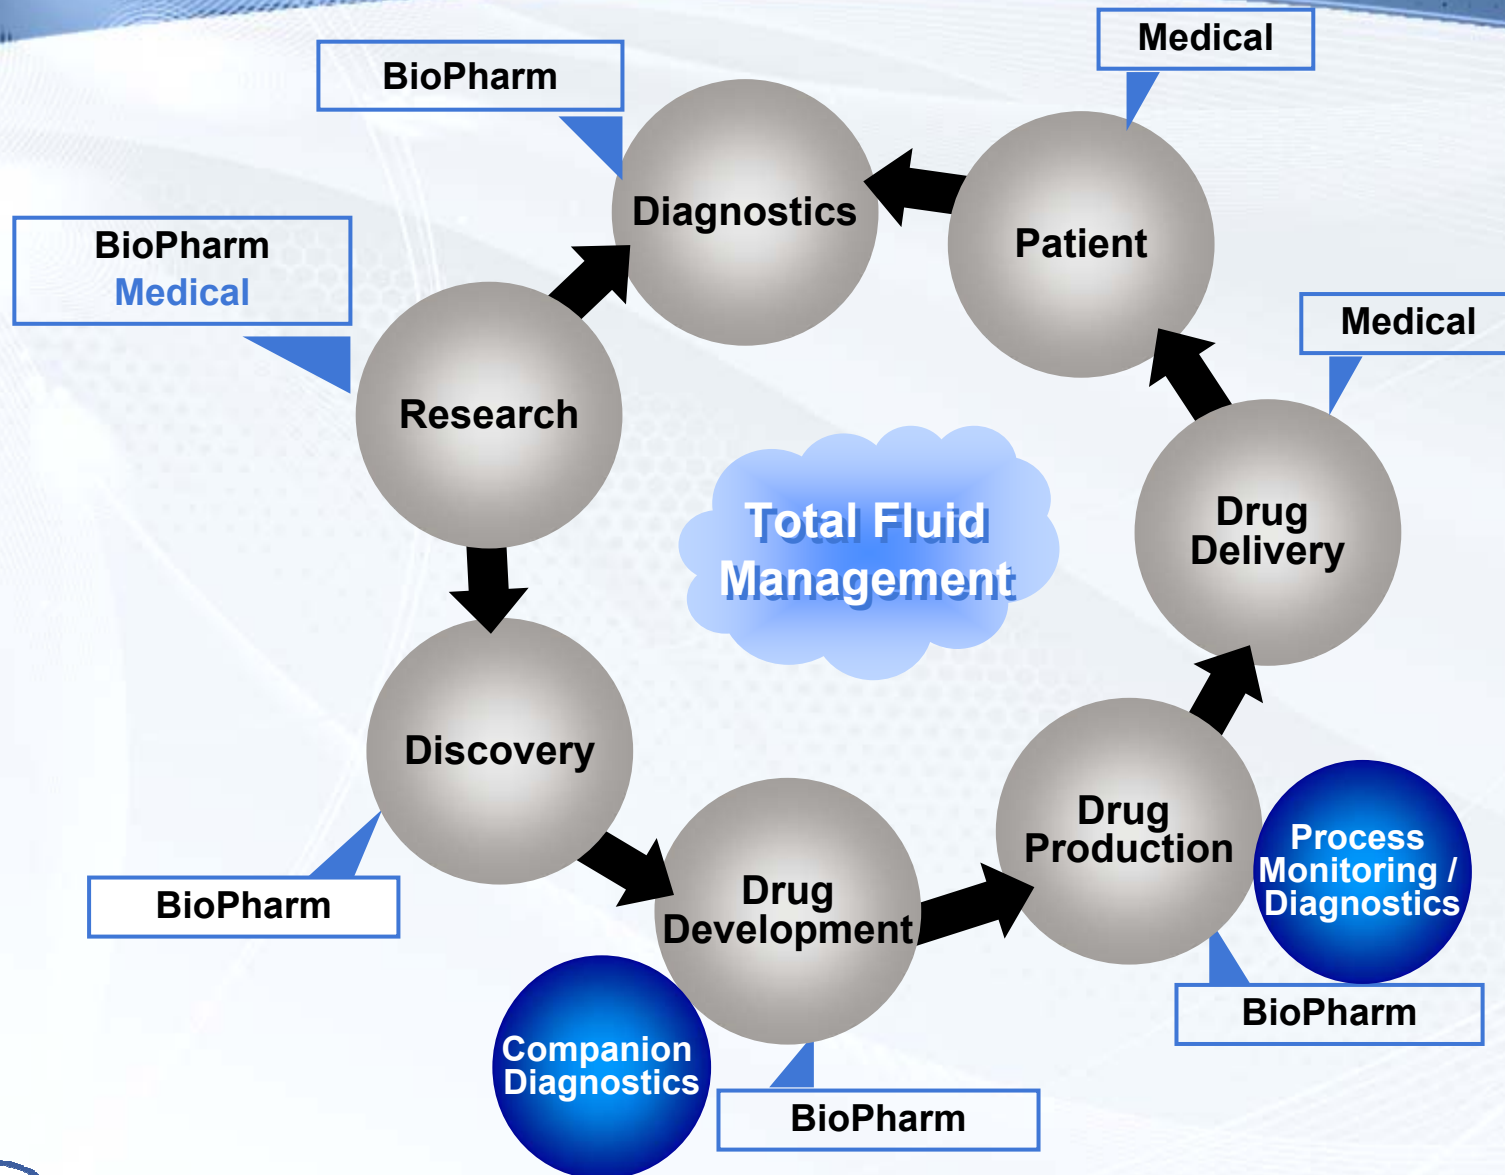 Medical
BioPharm
Diagnostics
Patient
BioPharm
Medical
Medical
Research
Total Fluid
Management
Drug
Delivery
Discovery
Drug
Production
Process
Monitoring /
Diagnostics
BioPharm
Drug
Development
BioPharm
Companion
Diagnostics
BioPharm